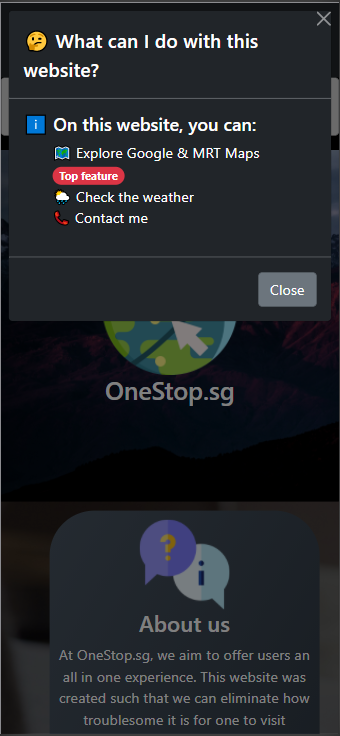 🤔 What can I do with this
website?
ℹ️ On this website, you can:
🗺️ Explore Google & MRT Maps
Top feature
🌦️ Check the weather
📞 Contact me
Close
OneStop.sg
? i
About us
At OneStop.sg, we aim to offer users an
all in one experience. This website was
created such that we can eliminate how
troublesome it is for one to visit